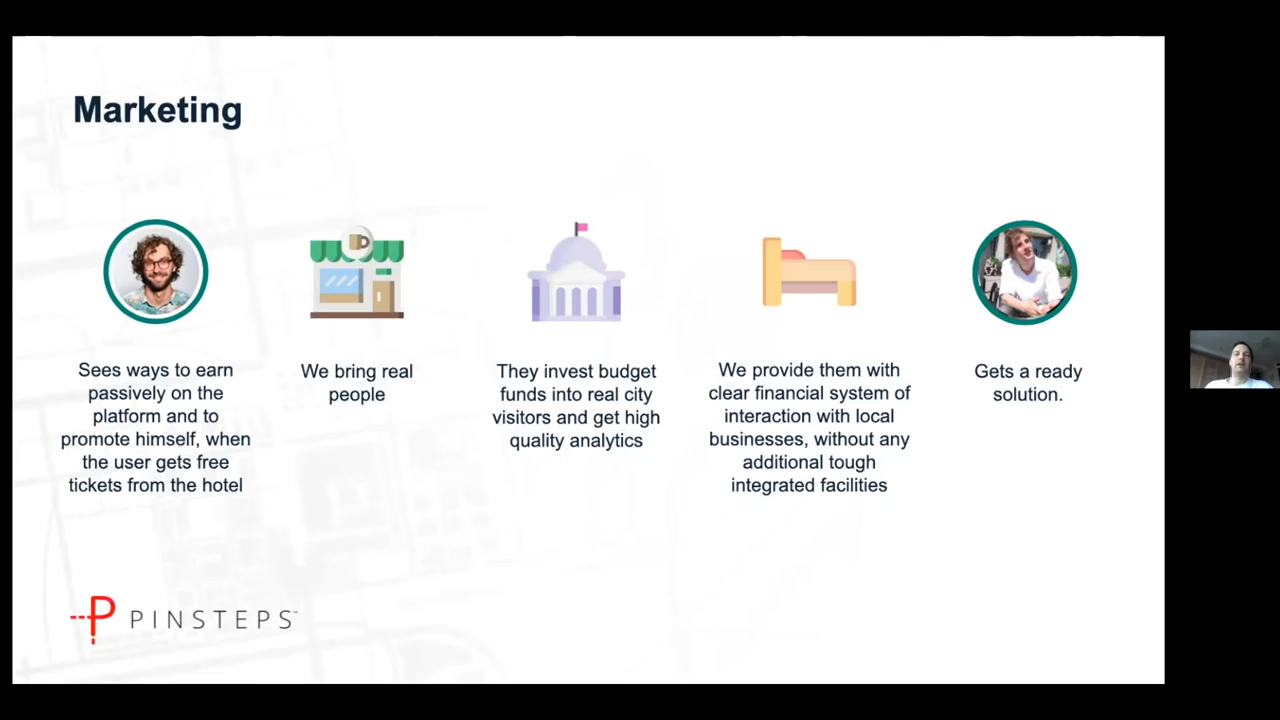 Marketing
Sees ways to earn
passively on the
platform and to
promote himself, when
the user gets free
tickets from the hotel
We bring real
people
They invest budget
funds into real city
visitors and get high
quality analytics
We provide them with
clear financial system of
interaction with local
businesses, without any
additional tough
integrated facilities
Gets a ready
solution.
PINSTEPS™